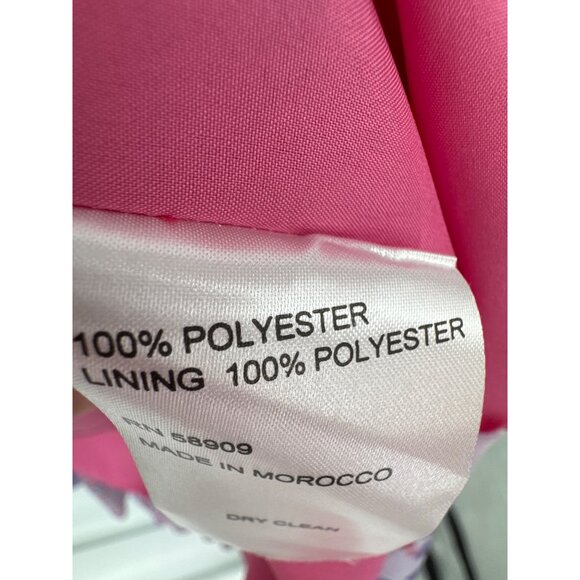 100% POLYESTER
LINING 100% POLYESTER
RN 58909
MADE IN MOROCCO
DRY CLEAN